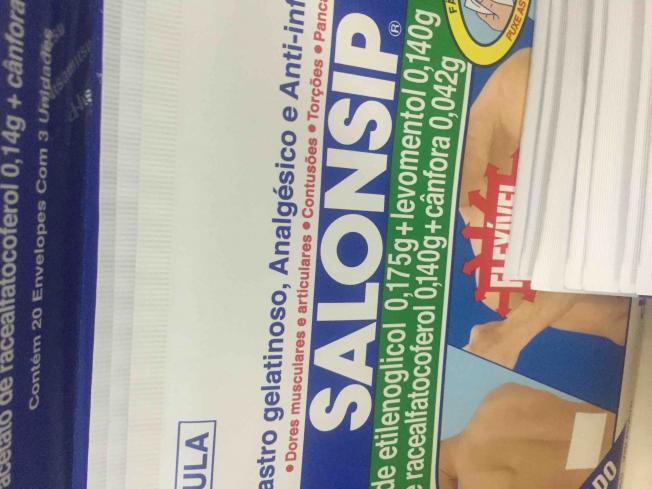 acetato de racealfatocoferol 0,14g + cânfora
Contém 20 Envelopes Com 3 Unidades
ULA
astro gelatinoso, Analgésico e Anti-inf
• Dores musculares e articulares • Contusões • Torções • Panca
SALONSIP®
de etilenoglicol 0,175g + levomentol 0,140g
racealfatocoferol 0,140g + cânfora 0,042g
PUXE AS
FLEXÍVEL
DO